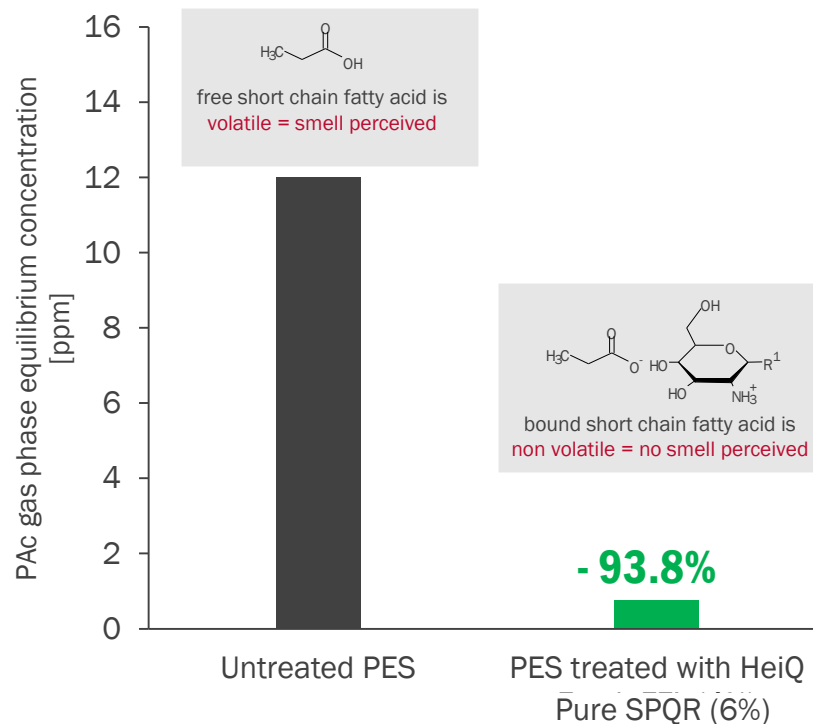 PAc gas phase equilibrium concentration
[ppm]
16
14
12
10
8
6
4
2
0
H₃C
O
OH
free short chain fatty acid is
volatile = smell perceived
H₃C
O
O⁻
OH
O
HO
HO
R¹
NH₃⁺
bound short chain fatty acid is
non volatile = no smell perceived
- 93.8%
Untreated PES
PES treated with HeiQ
Pure SPQR (6%)